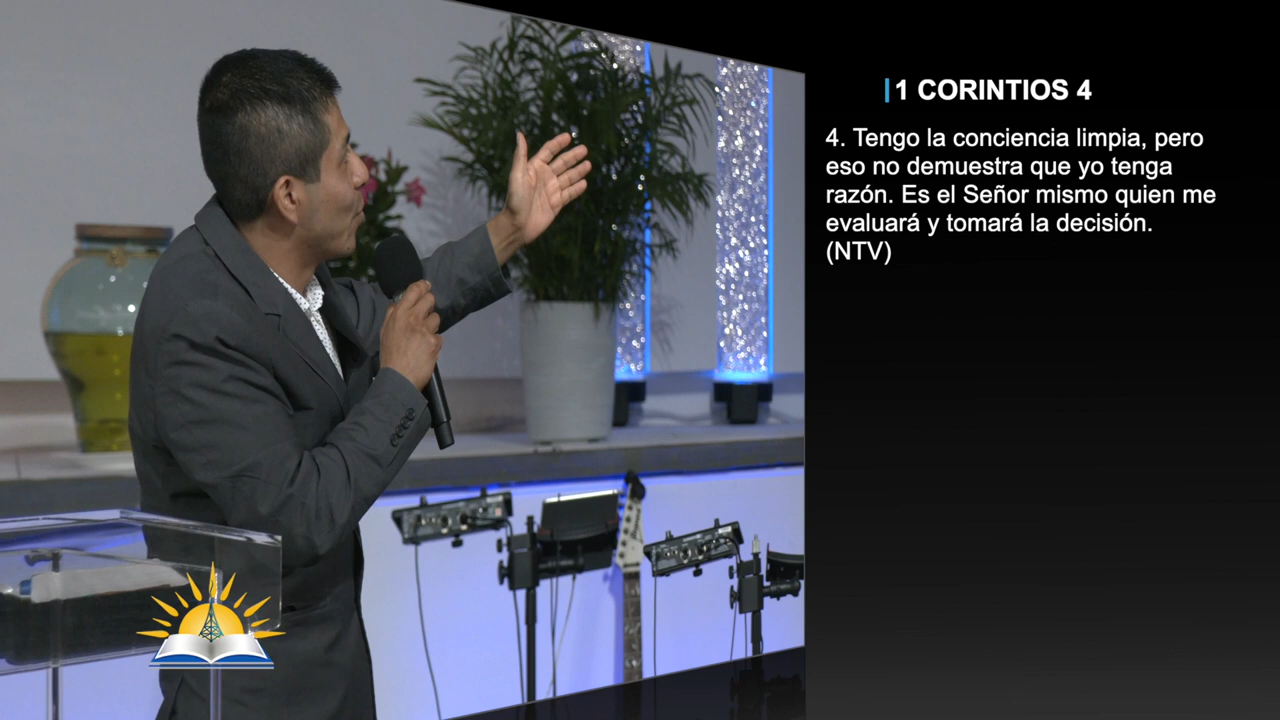 1 CORINTIOS 4
4. Tengo la conciencia limpia, pero
eso no demuestra que yo tenga
razón. Es el Señor mismo quien me
evaluará y tomará la decisión.
(NTV)